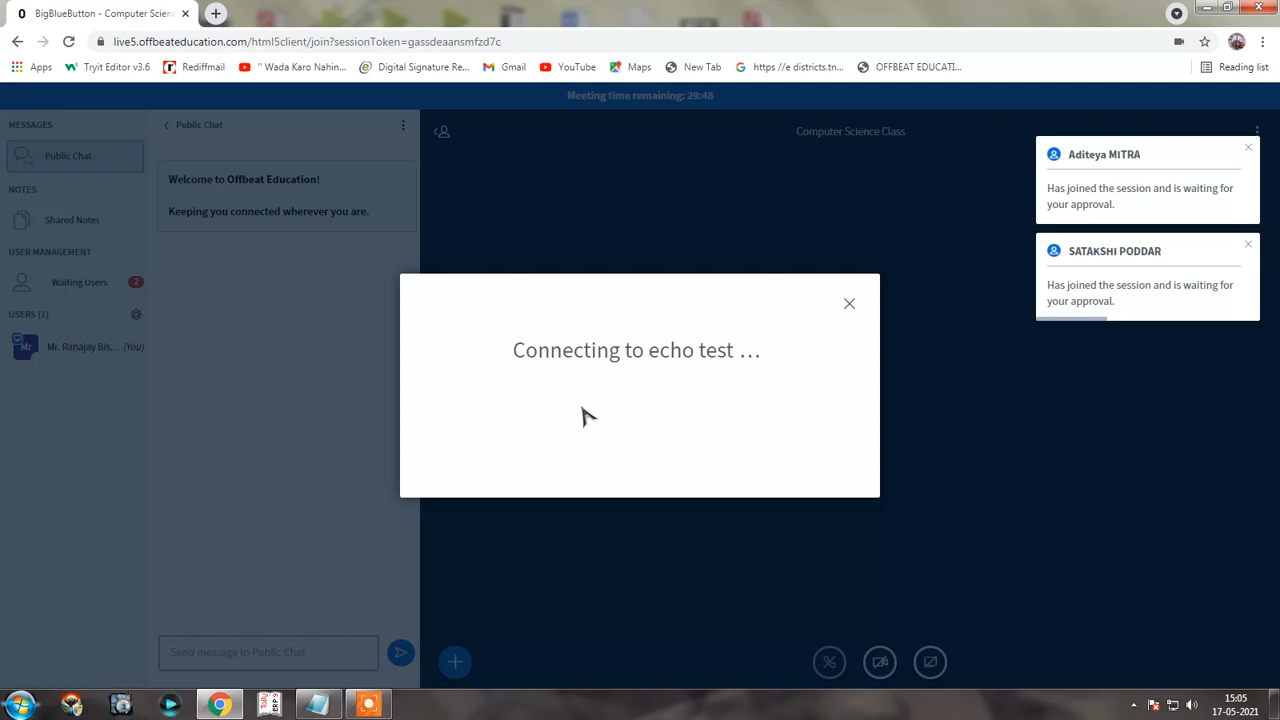 BigBlueButton - Computer Scien
live5.offbeateducation.com/html5client/join?sessionToken=gassdeaansmfzd7c
Apps
Tryit Editor v3.6
Rediffmail
" Wada Karo Nahin...
Digital Signature Re...
Gmail
YouTube
Maps
New Tab
https://e districts.tn...
OFFBEAT EDUCATI...
Reading list
Meeting time remaining: 29:48
MESSAGES
Public Chat
NOTES
Shared Notes
USER MANAGEMENT
Waiting Users
2
USERS (1)
Mr
Mr. Ranajay Bis... (You)
Public Chat
Welcome to Offbeat Education!
Keeping you connected wherever you are.
Send message to Public Chat
Computer Science Class
Connecting to echo test ...
Aditeya MITRA
Has joined the session and is waiting for
your approval.
SATAKSHI PODDAR
Has joined the session and is waiting for
your approval.
Tally
ERP 9
15:05
17-05-2021